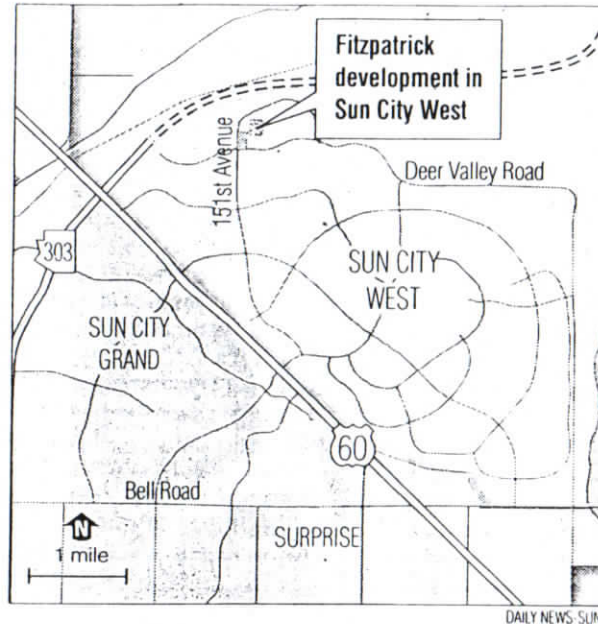 Fitzpatrick
development in
Sun City West
151st Avenue
Deer Valley Road
303
SUN CITY
WEST
SUN CITY
GRAND
60
Bell Road
N
1 mile
SURPRISE
DAILY NEWS-SUN